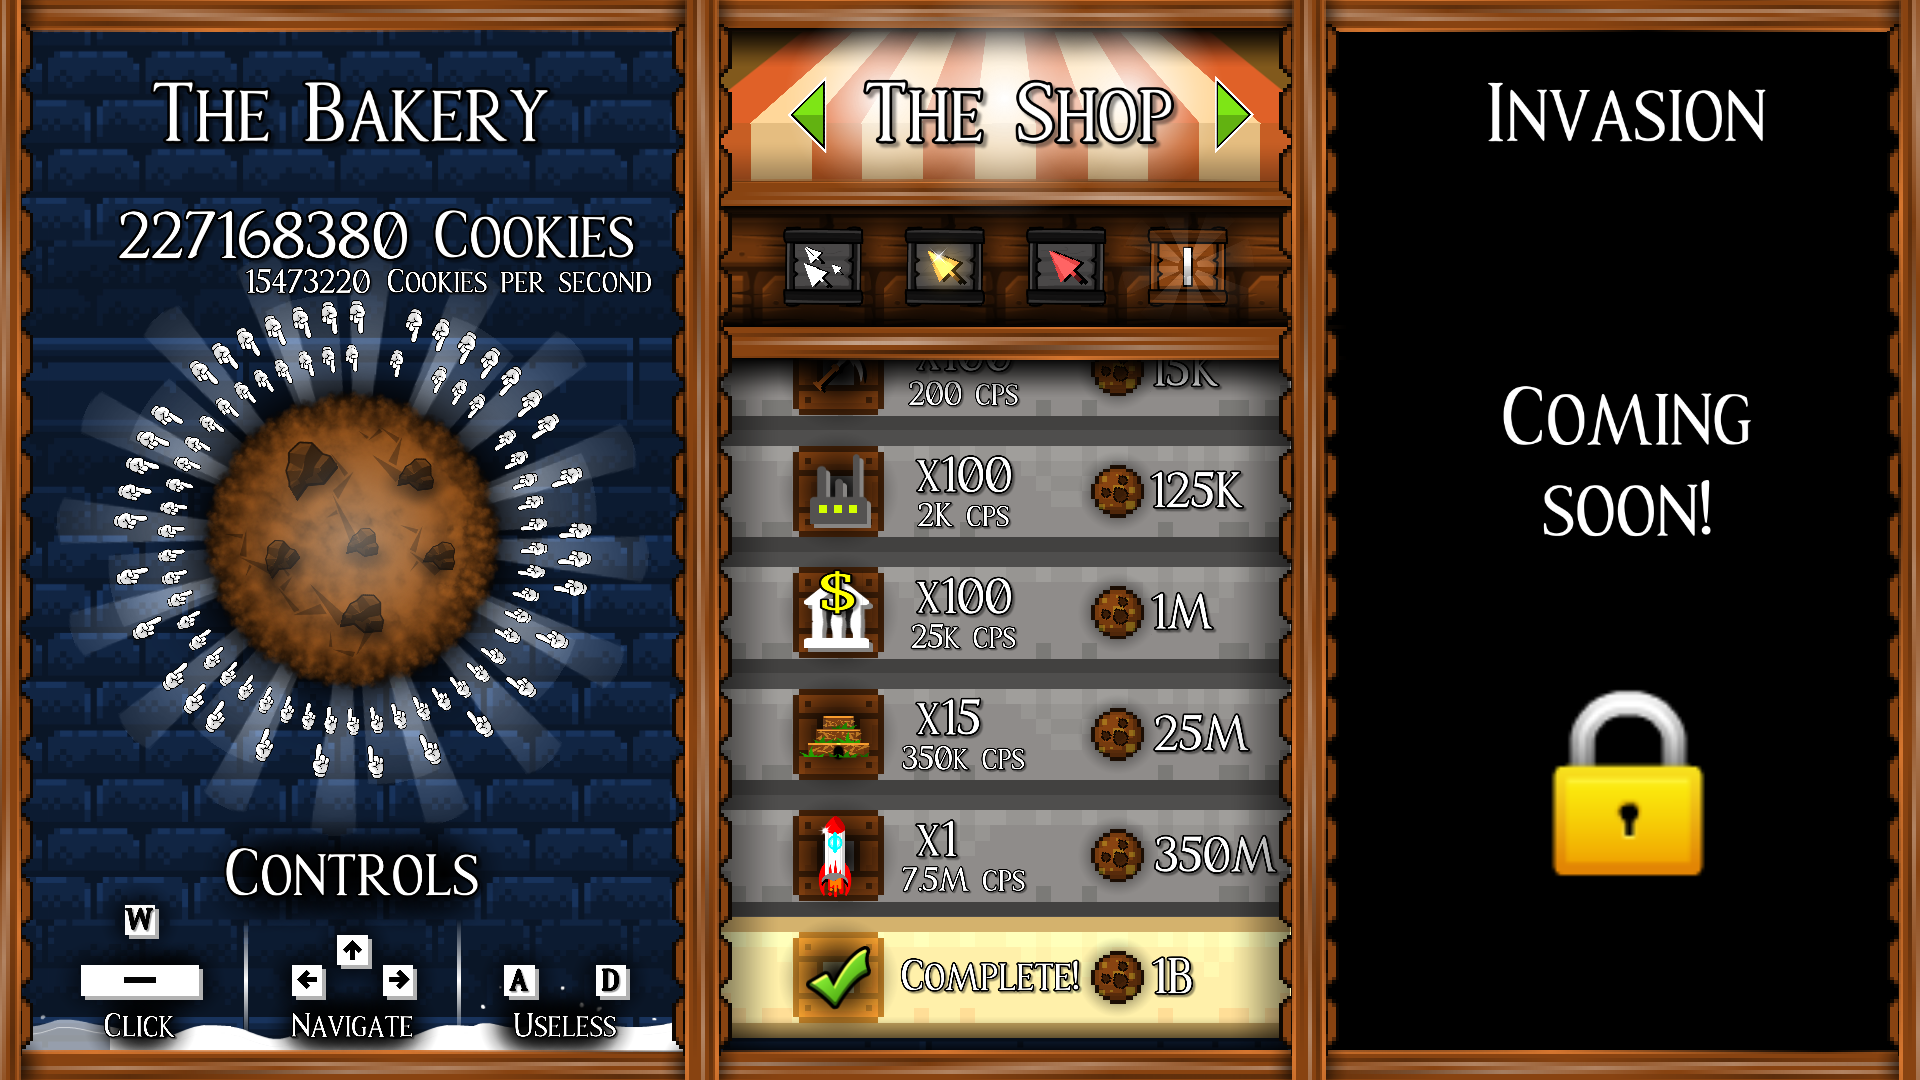 The Bakery
227168380 Cookies
15473220 Cookies per second
Controls
W
Click
Navigate
A D
Useless
The Shop
x100
200 cps
15K
x100
2K cps
125K
$
x100
25K cps
1M
x15
350K cps
25M
x1
7.5M cps
350M
Complete!
1B
Invasion
Coming
soon!